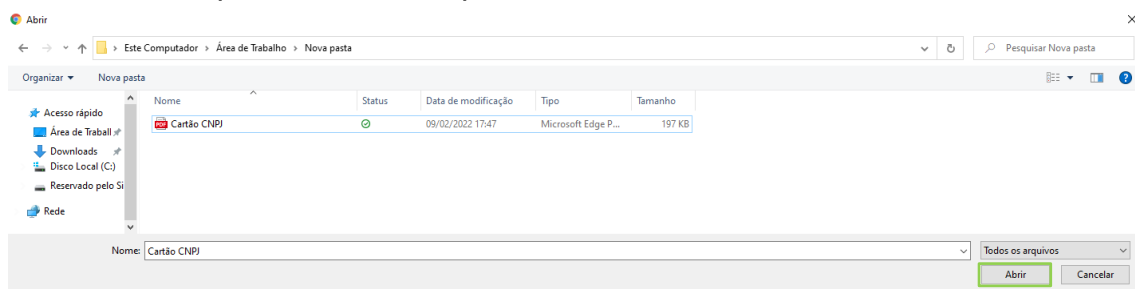 Abrir
Este Computador > Área de Trabalho > Nova pasta
Pesquisar Nova pasta
Organizar
Nova pasta
Nome Status Data de modificação Tipo Tamanho
Acesso rápido
Cartão CNPJ 09/02/2022 17:47 Microsoft Edge P... 197 KB
Área de Traball
Downloads
Disco Local (C:)
Reservado pelo Si
Rede
Nome: Cartão CNPJ
Todos os arquivos
Abrir Cancelar